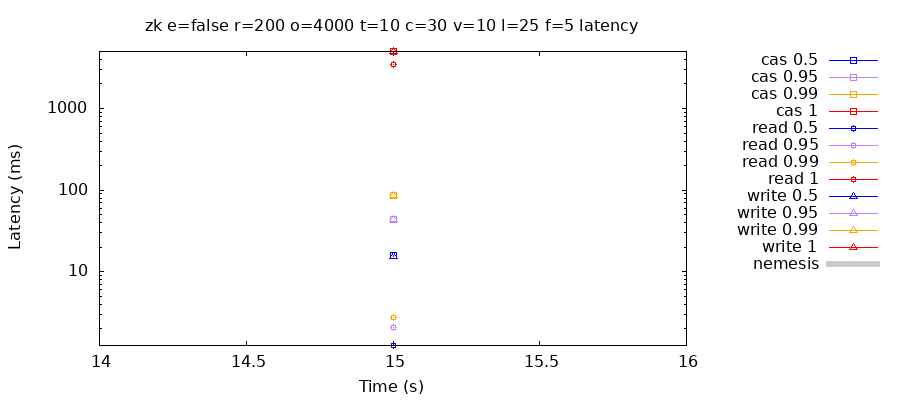 zk e=false r=200 o=4000 t=10 c=30 v=10 l=25 f=5 latency
Latency (ms)
1000
100
10
14
14.5
15
15.5
16
Time (s)
cas 0.5
cas 0.95
cas 0.99
cas 1
read 0.5
read 0.95
read 0.99
read 1
write 0.5
write 0.95
write 0.99
write 1
nemesis